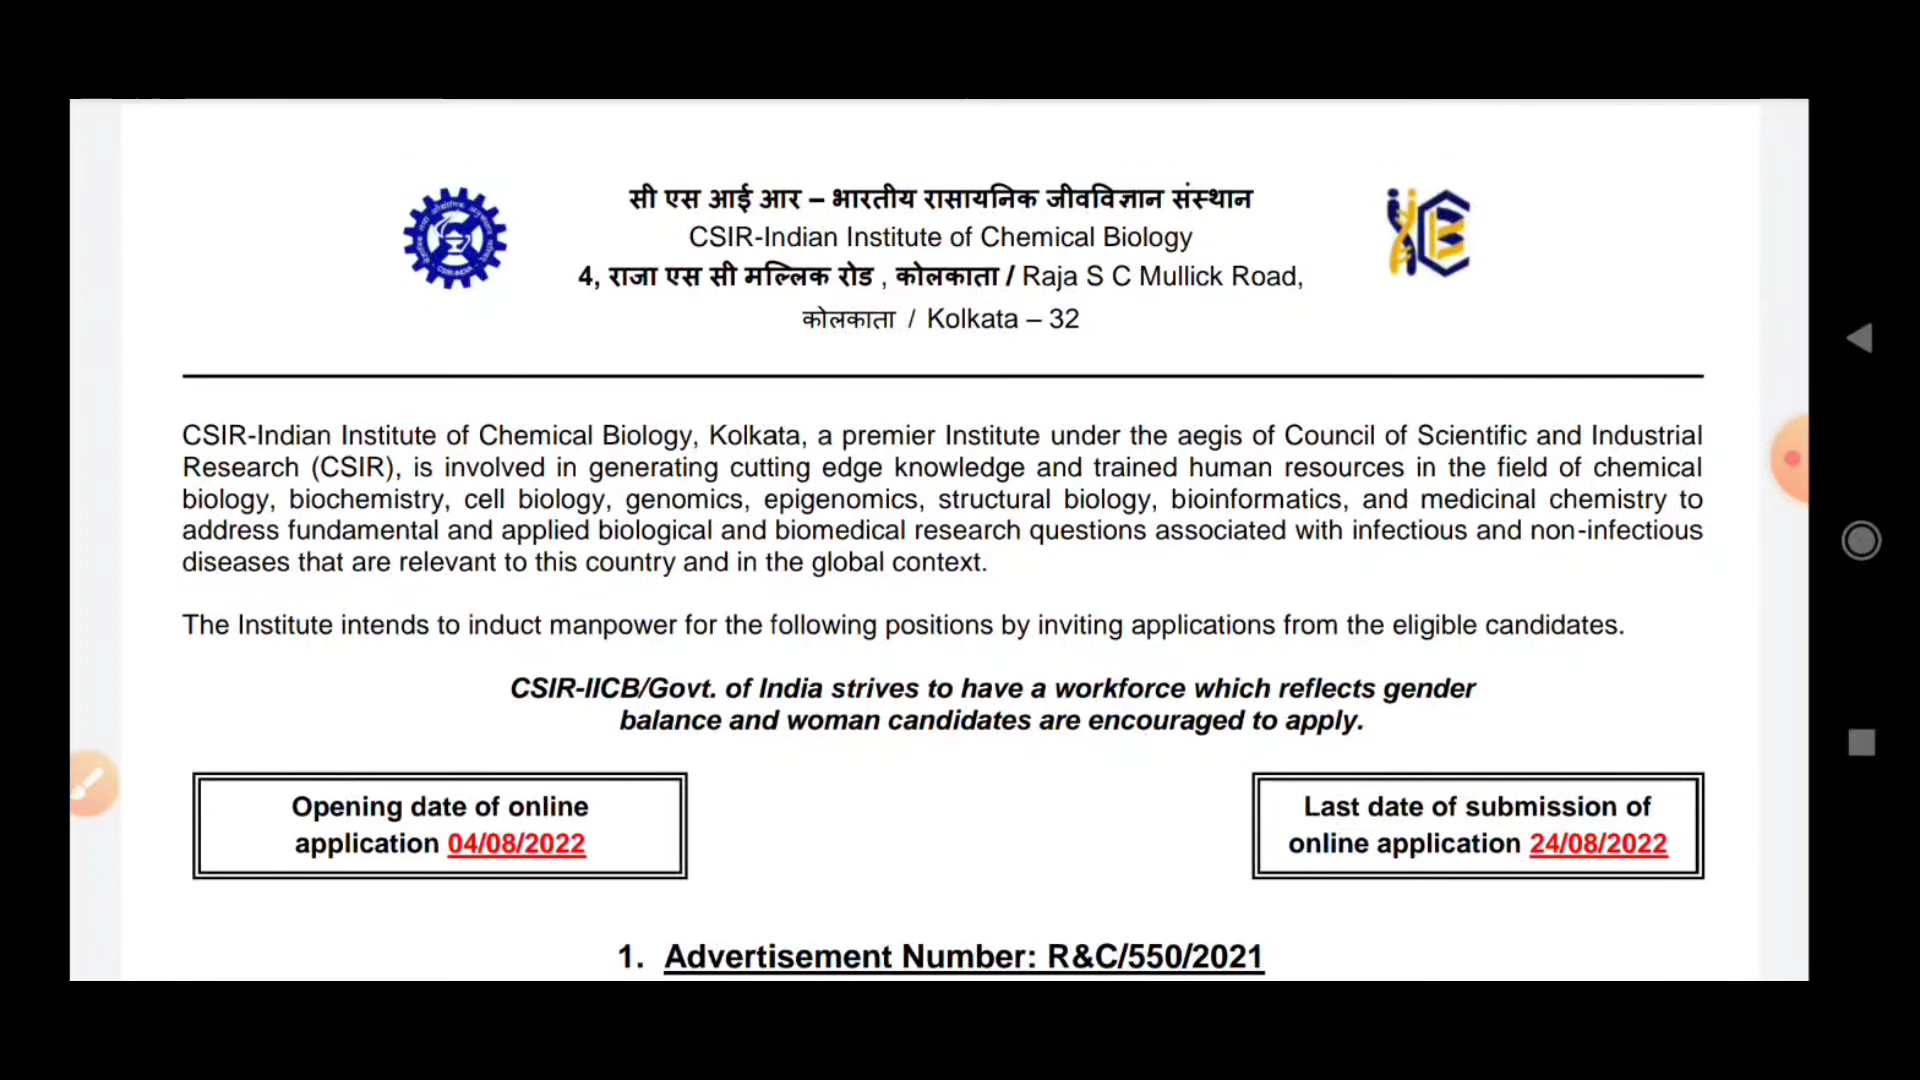 सी एस आई आर – भारतीय रासायनिक जीवविज्ञान संस्थान
CSIR-Indian Institute of Chemical Biology
4, राजा एस सी मल्लिक रोड , कोलकाता / Raja S C Mullick Road,
कोलकाता / Kolkata – 32
CSIR-Indian Institute of Chemical Biology, Kolkata, a premier Institute under the aegis of Council of Scientific and Industrial
Research (CSIR), is involved in generating cutting edge knowledge and trained human resources in the field of chemical
biology, biochemistry, cell biology, genomics, epigenomics, structural biology, bioinformatics, and medicinal chemistry to
address fundamental and applied biological and biomedical research questions associated with infectious and non-infectious
diseases that are relevant to this country and in the global context.
The Institute intends to induct manpower for the following positions by inviting applications from the eligible candidates.
CSIR-IICB/Govt. of India strives to have a workforce which reflects gender
balance and woman candidates are encouraged to apply.
Opening date of online
application 04/08/2022
Last date of submission of
online application 24/08/2022
1. Advertisement Number: R&C/550/2021